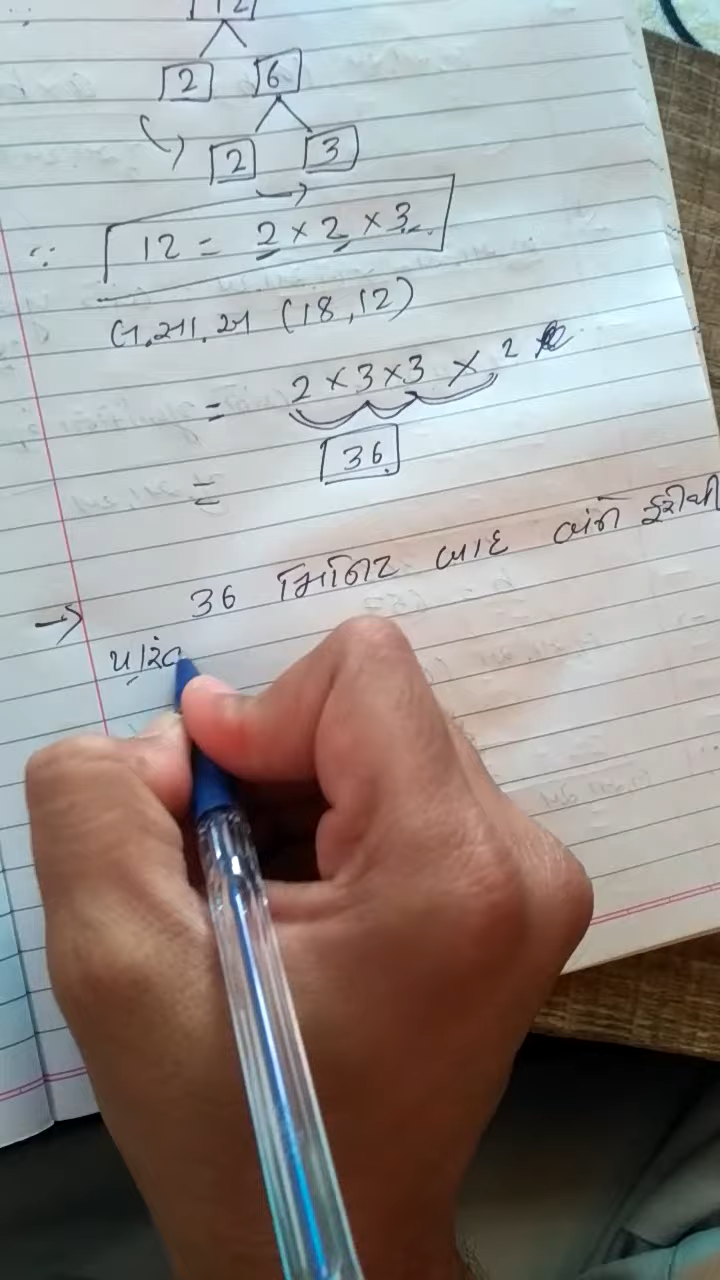 12
2 6
2 3
∵ 12 = 2 × 2 × 3
લ.સા.અ (18,12)
= 2 × 3 × 3 × 2
= 36
→ 36 મિનિટ બાદ બંને ફરીથી
પ્રારંભ